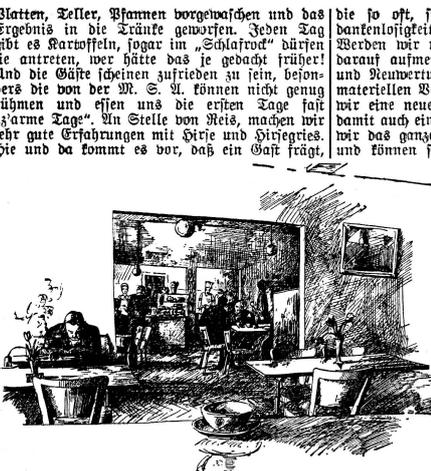 Platten, Teller, Pfannen vorgewaschen und das
Ergebnis in die Tränke geworfen. Jeden Tag
gibt es Kartoffeln, sogar im „Schlafrock“ dürfen
sie antreten, wer hätte das je gedacht früher!
Und die Gäste scheinen zufrieden zu sein, beson-
ders die von der M. S. A. können nicht genug
rühmen und essen uns die ersten Tage fast
„z'arme Tage“. An Stelle von Reis, machen wir
sehr gute Erfahrungen mit Hirse und Hirsegries.
Hie und da kommt es vor, daß ein Gast frägt,
die so oft, s
dankenlosigkeit
Werden wir
darauf aufme
und Neuwertu
materiellen V
wir eine neue
damit auch ein
wir das ganze
und können s